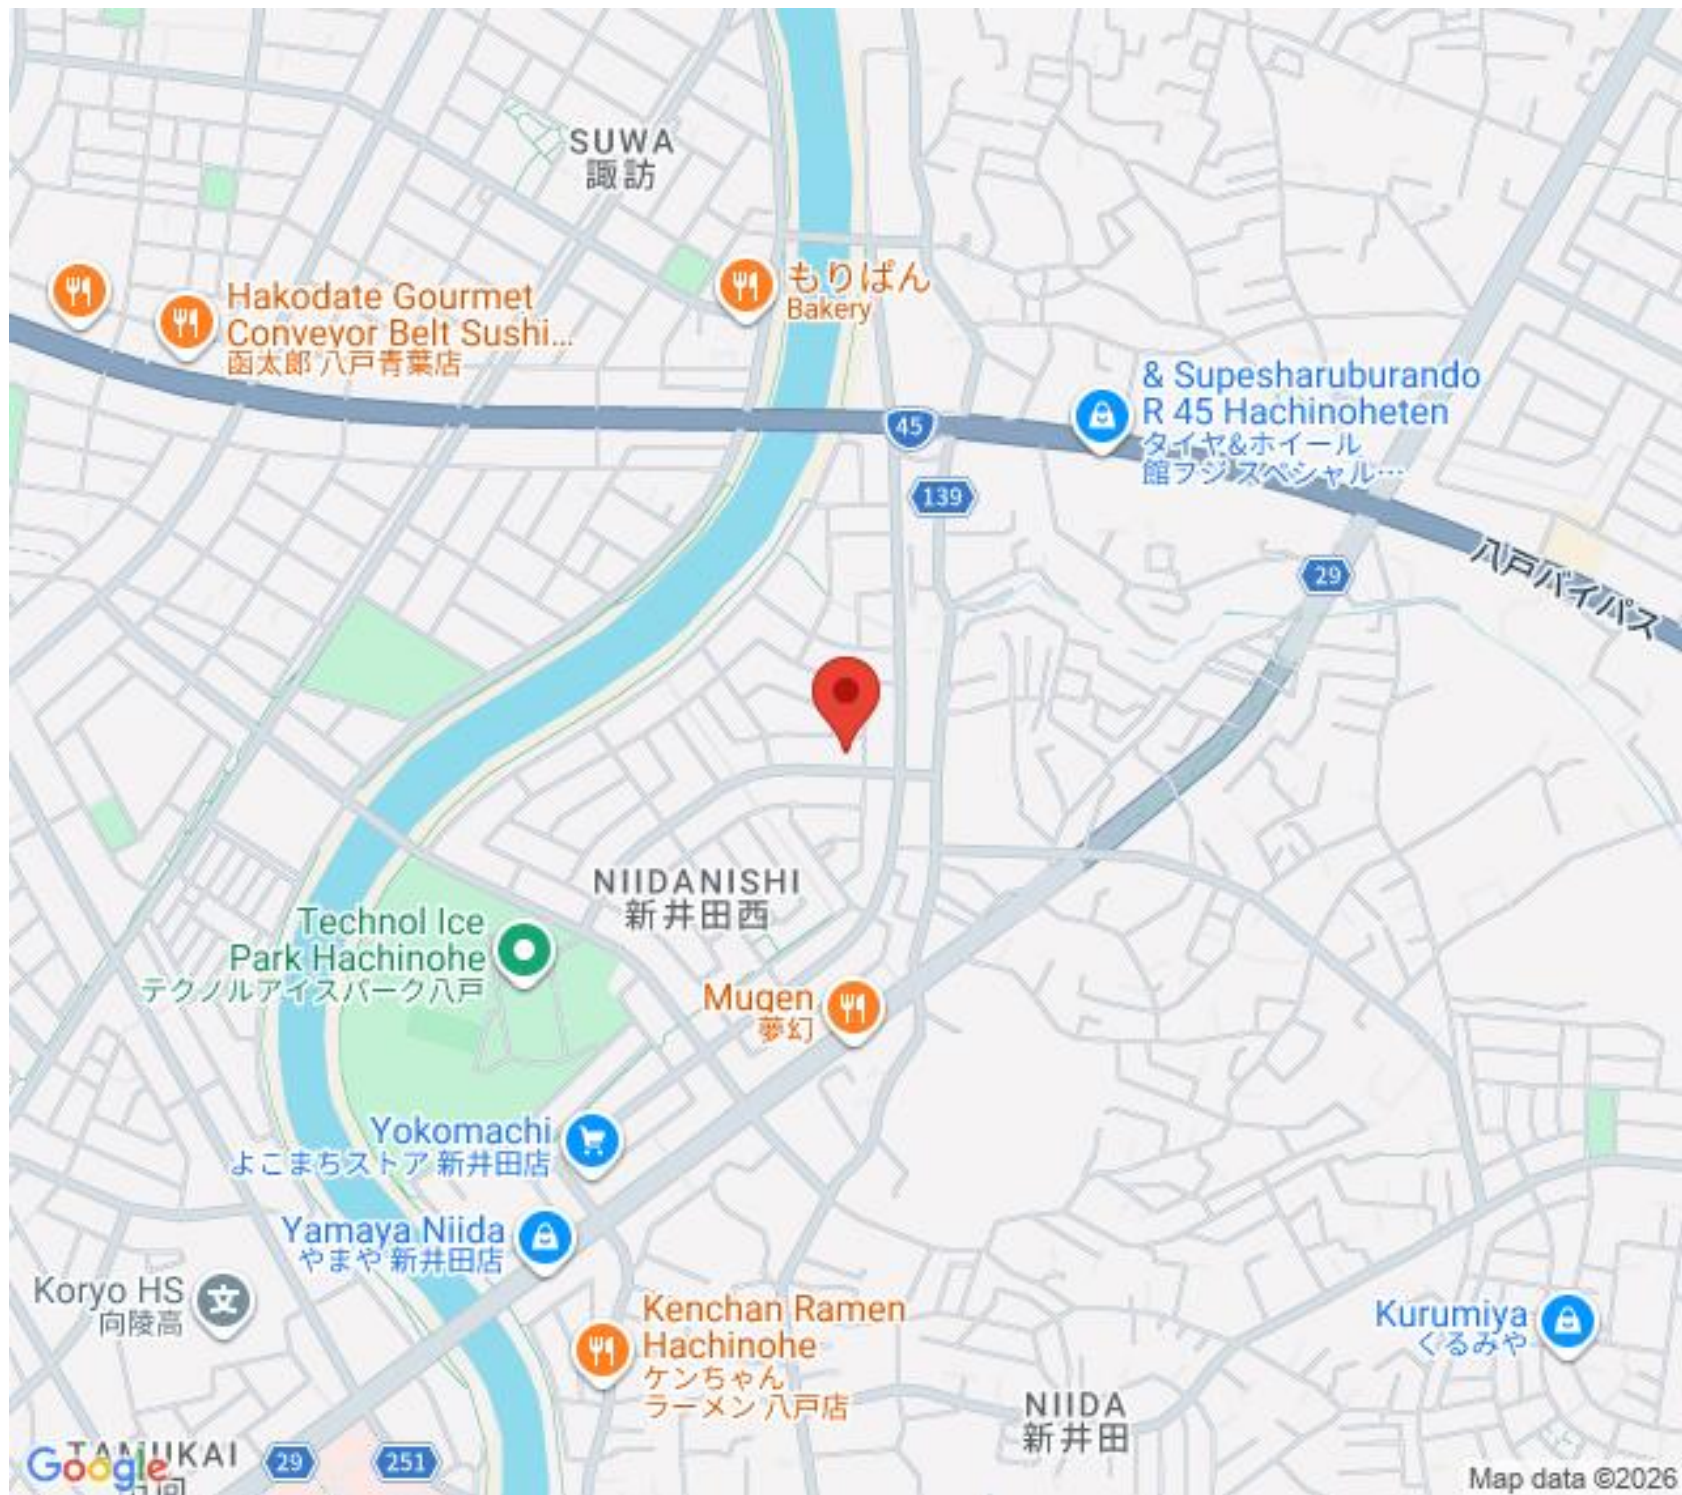 SUWA
諏訪
もりぱん
Bakery
Hakodate Gourmet
Conveyor Belt Sushi...
函太郎 八戸青葉店
& Supesharuburando
R 45 Hachinoheten
タイヤ&ホイール
館フジ スペシャル…
45
139
29
八戸バイパス
NIIDANISHI
新井田西
Technol Ice
Park Hachinohe
テクノルアイスパーク八戸
Mugen
夢幻
Yokomachi
よこまちストア 新井田店
Yamaya Niida
やまや 新井田店
Koryo HS
向陵高
文
Kenchan Ramen
Hachinohe
ケンちゃん
ラーメン 八戸店
Kurumiya
くるみや
NIIDA
新井田
TAMUKAI
29
251
Google
Map data ©2026